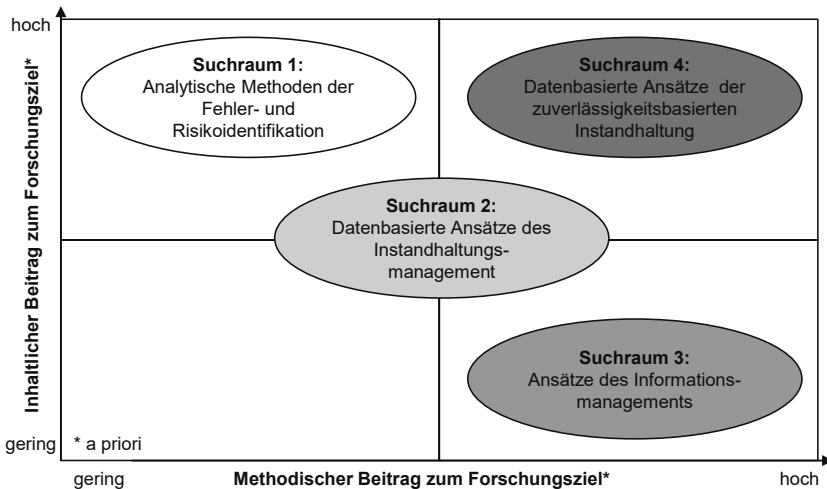 hoch
Inhaltlicher Beitrag zum Forschungsziel*
gering
Suchraum 1:
Analytische Methoden der
Fehler- und
Risikoidentifikation
Suchraum 4:
Datenbasierte Ansätze der
zuverlässigkeitsbasierten
Instandhaltung
Suchraum 2:
Datenbasierte Ansätze des
Instandhaltungs-
management
Suchraum 3:
Ansätze des Informations-
managements
* a priori
gering
Methodischer Beitrag zum Forschungsziel*
hoch